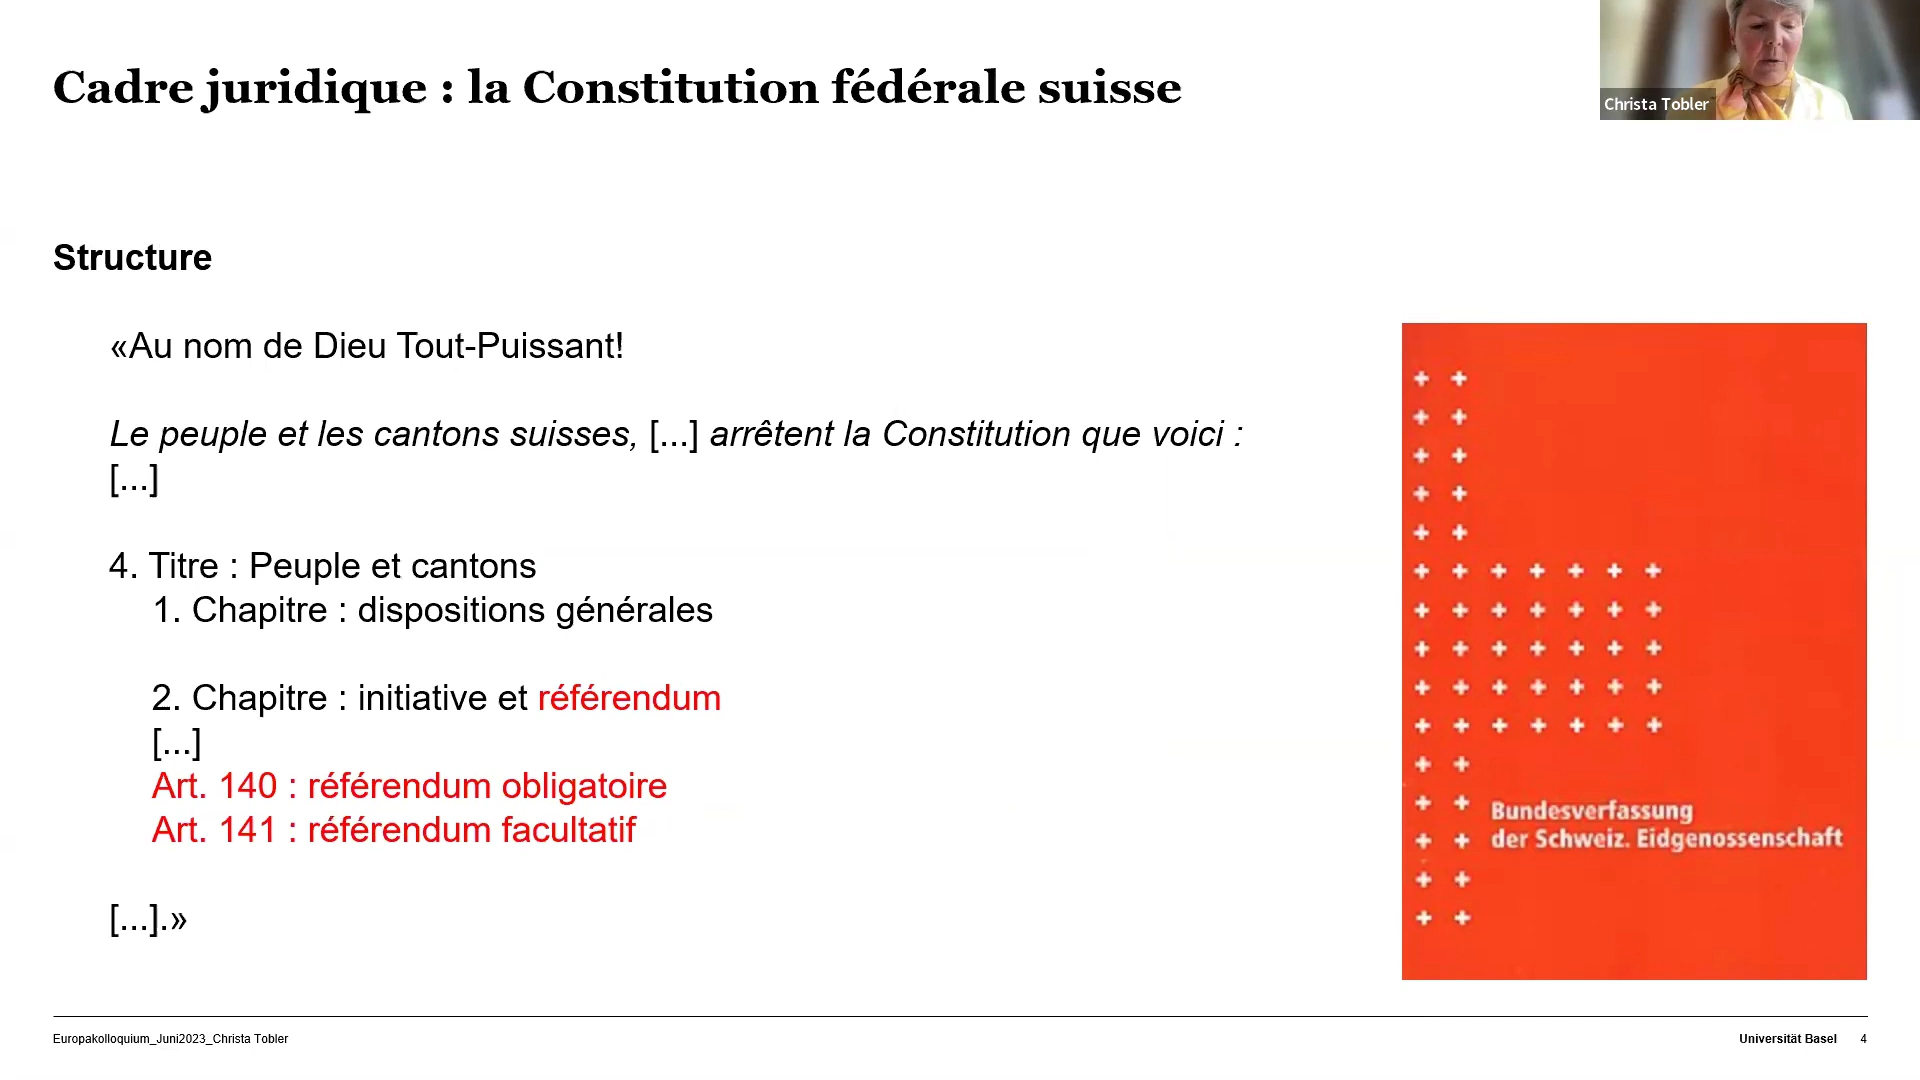 Cadre juridique : la Constitution fédérale suisse
Christa Tobler
Structure
«Au nom de Dieu Tout-Puissant!
Le peuple et les cantons suisses, [...] arrêtent la Constitution que voici :
[...]
4. Titre : Peuple et cantons
1. Chapitre : dispositions générales
2. Chapitre : initiative et référendum
[...]
Art. 140 : référendum obligatoire
Art. 141 : référendum facultatif
[...].»
Bundesverfassung
der Schweiz. Eidgenossenschaft
Europakolloquium_Juni2023_Christa Tobler
Universität Basel 4